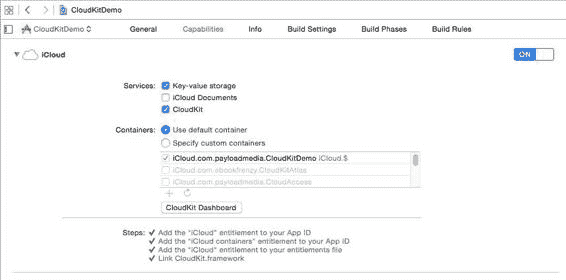 CloudKitDemo
CloudKitDemo General Capabilities Info Build Settings Build Phases Build Rules
iCloud ON
Services: Key-value storage
iCloud Documents
CloudKit
Containers: Use default container
Specify custom containers
iCloud.com.payloadmedia.CloudKitDemo iCloud.$
iCloud.com.ebookfrenzy.CloudKitAtlas
iCloud.com.payloadmedia.CloudAccess
CloudKit Dashboard
Steps: ✓ Add the "iCloud" entitlement to your App ID
✓ Add the "iCloud containers" entitlement to your App ID
✓ Add the "iCloud" entitlement to your entitlements file
✓ Link CloudKit.framework